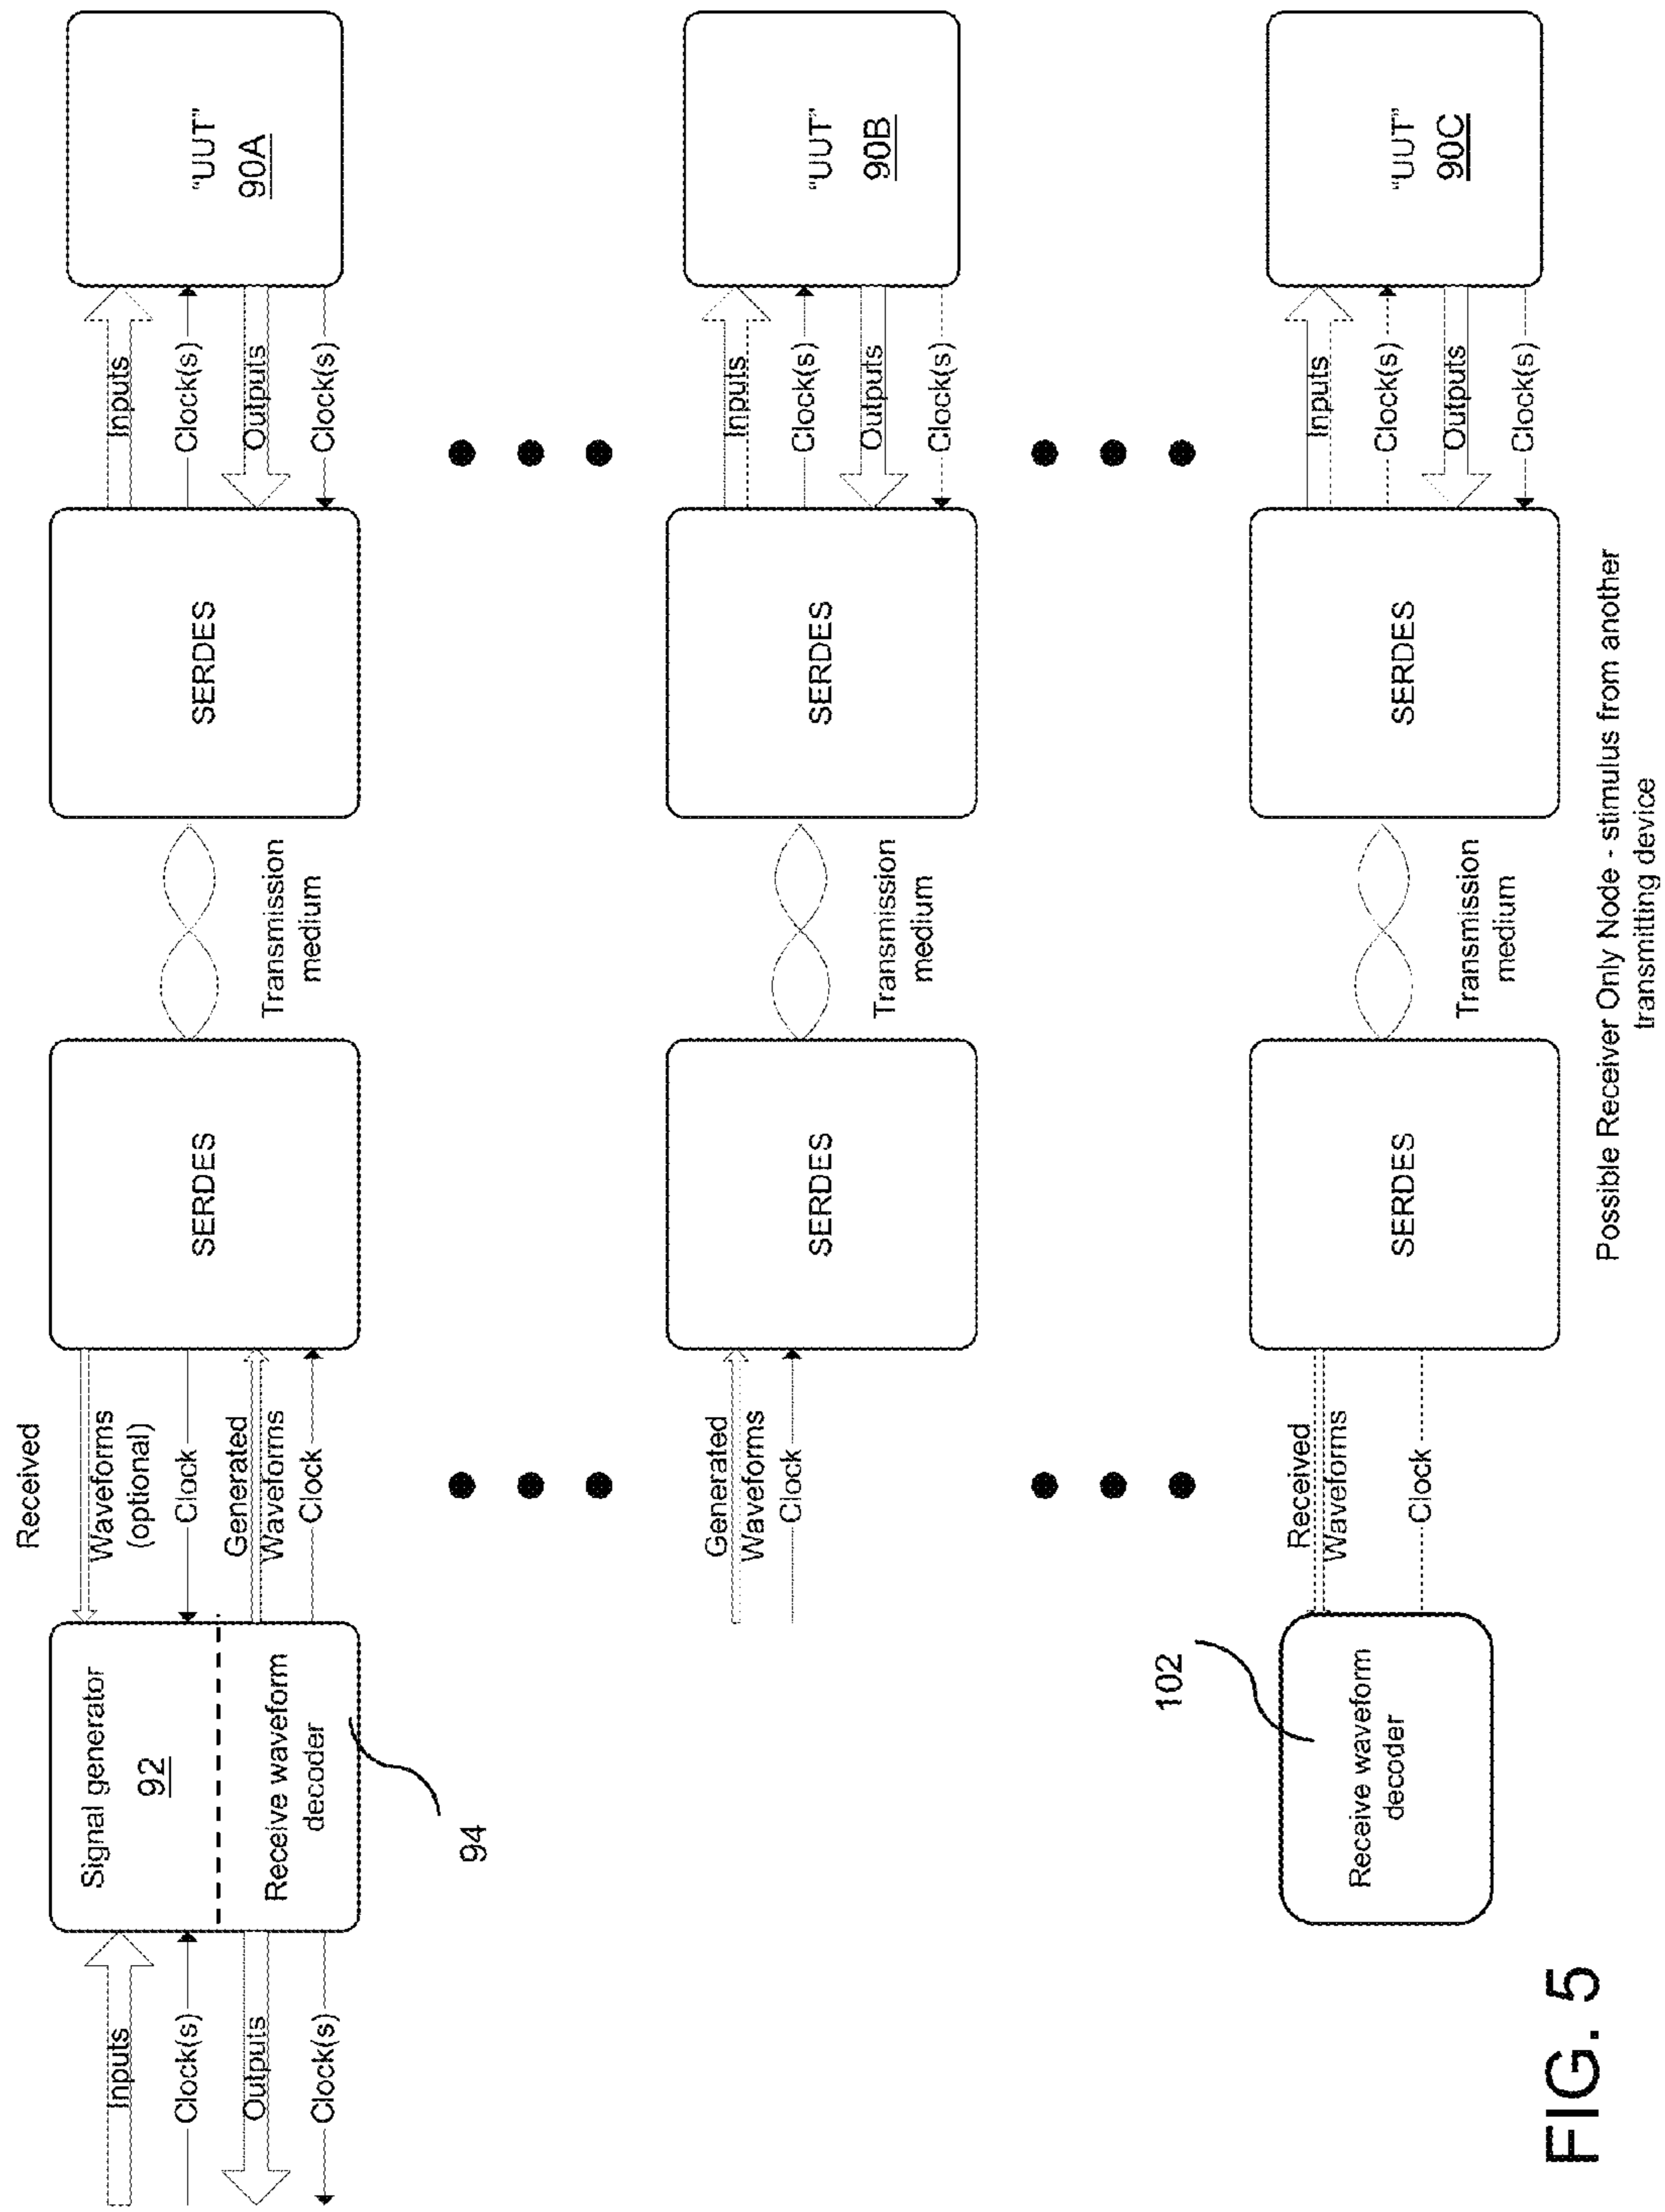 Inputs
Clock(s)
Outputs
Clock(s)
Signal generator
92
Receive waveform
decoder
94
Received
Waveforms
(optional)
Clock
Generated
Waveforms
Clock
SERDES
Transmission
medium
SERDES
Inputs
Clock(s)
Outputs
Clock(s)
"UUT"
90A
Generated
Waveforms
Clock
SERDES
Transmission
medium
SERDES
Inputs
Clock(s)
Outputs
Clock(s)
"UUT"
90B
102
Receive waveform
decoder
Received
Waveforms
Clock
SERDES
Transmission
medium
SERDES
Inputs
Clock(s)
Outputs
Clock(s)
"UUT"
90C
Possible Receiver Only Node - stimulus from another
transmitting device
FIG. 5